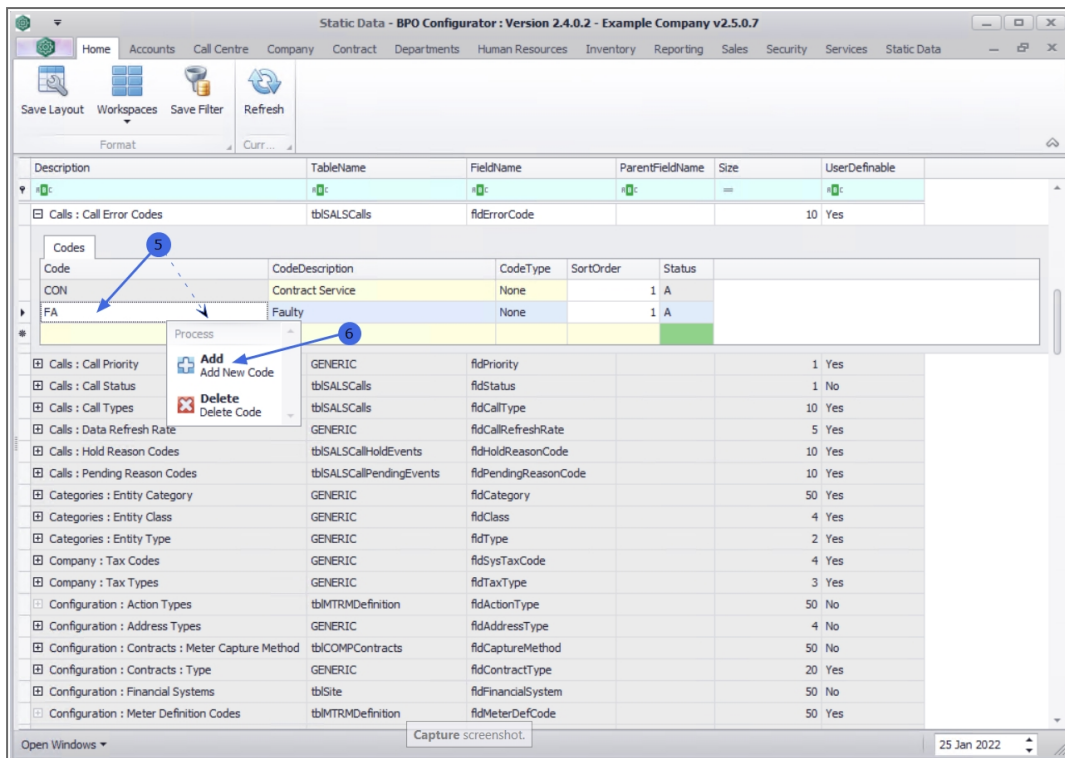 Static Data - BPO Configurator : Version 2.4.0.2 - Example Company v2.5.0.7
Home Accounts Call Centre Company Contract Departments Human Resources Inventory Reporting Sales Security Services Static Data
Save Layout Workspaces Save Filter Refresh
Format Curr...
Description TableName FieldName ParentFieldName Size UserDefinable
Calls : Call Error Codes tblSALSCalls fldErrorCode 10 Yes
Codes 5
Code CodeDescription CodeType SortOrder Status
CON Contract Service None 1 A
FA Faulty None 1 A
Process 6
Add
Add New Code
Delete
Delete Code
Calls : Call Priority GENERIC fldPriority 1 Yes
Calls : Call Status tblSALSCalls fldStatus 1 No
Calls : Call Types tblSALSCalls fldCallType 10 Yes
Calls : Data Refresh Rate GENERIC fldCallRefreshRate 5 Yes
Calls : Hold Reason Codes tblSALSCallHoldEvents fldHoldReasonCode 10 Yes
Calls : Pending Reason Codes tblSALSCallPendingEvents fldPendingReasonCode 10 Yes
Categories : Entity Category GENERIC fldCategory 50 Yes
Categories : Entity Class GENERIC fldClass 4 Yes
Categories : Entity Type GENERIC fldType 2 Yes
Company : Tax Codes GENERIC fldSysTaxCode 4 Yes
Company : Tax Types GENERIC fldTaxType 3 Yes
Configuration : Action Types tblMTRMDefinition fldActionType 50 No
Configuration : Address Types GENERIC fldAddressType 4 No
Configuration : Contracts : Meter Capture Method tblCOMPContracts fldCaptureMethod 50 No
Configuration : Contracts : Type GENERIC fldContractType 20 Yes
Configuration : Financial Systems tblSite fldFinancialSystem 50 No
Configuration : Meter Definition Codes tblMTRMDefinition fldMeterDefCode 50 Yes
Capture screenshot.
Open Windows 25 Jan 2022